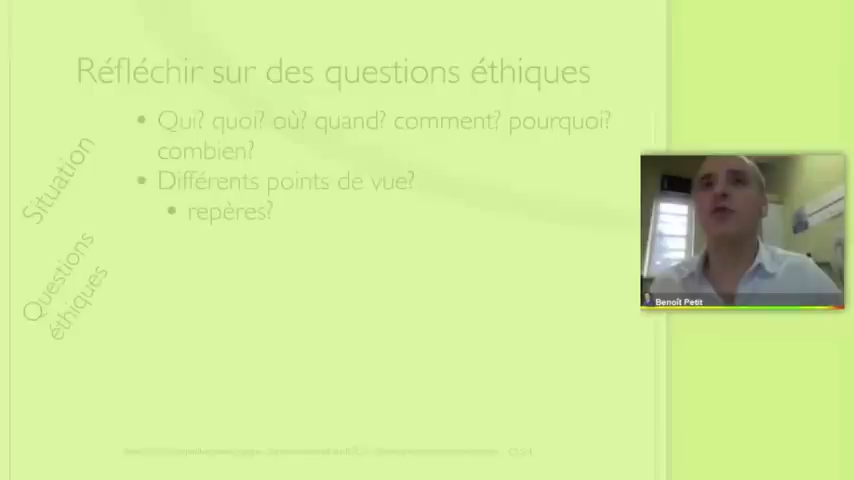 Réfléchir sur des questions éthiques
• Qui? quoi? où? quand? comment? pourquoi?
combien?
• Différents points de vue?
• repères?
Situation
Questions
éthiques
Benoît Petit